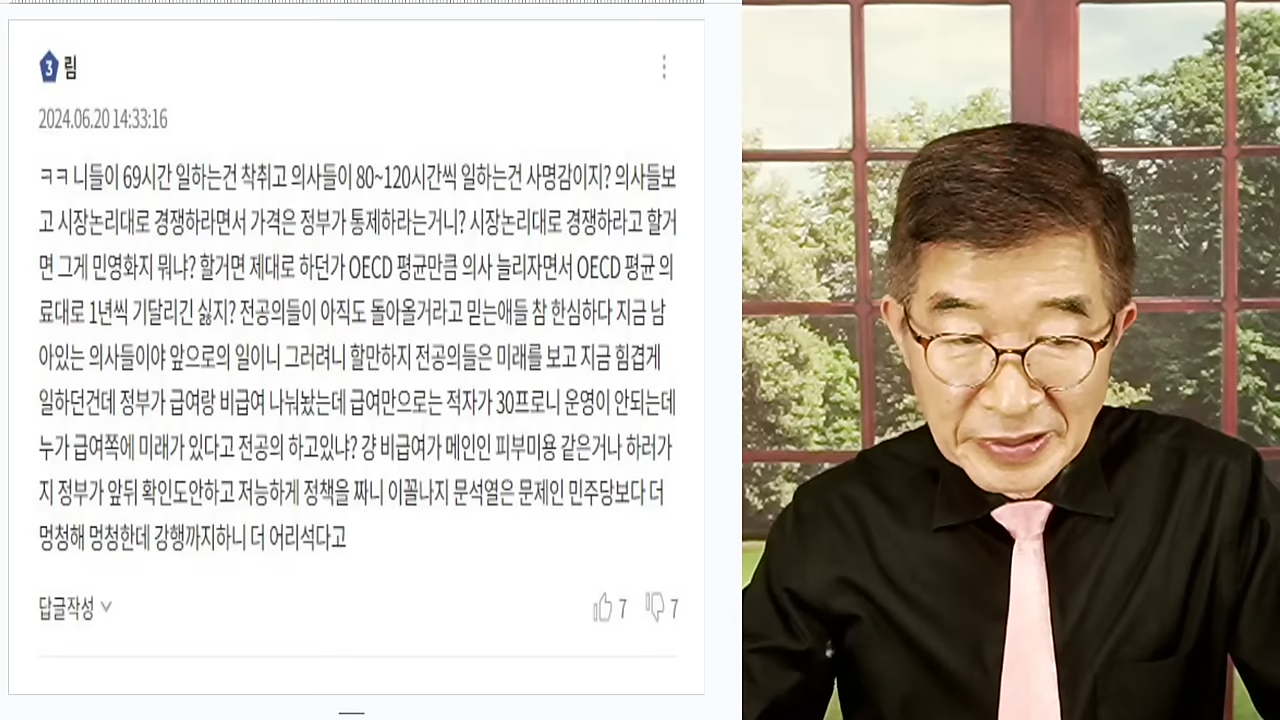 3 림
2024.06.20 14:33:16
ㅋㅋ 니들이 69시간 일하는건 착취고 의사들이 80~120시간씩 일하는건 사명감이지? 의사들보
고 시장논리대로 경쟁하라면서 가격은 정부가 통제하라는거니? 시장논리대로 경쟁하라고 할거
면 그게 민영화지 뭐냐? 할거면 제대로 하던가 OECD 평균만큼 의사 늘리자면서 OECD 평균 의
료대로 1년씩 기달리긴 싫지? 전공의들이 아직도 돌아올거라고 믿는애들 참 한심하다 지금 남
아있는 의사들이야 앞으로의 일이니 그러려니 할만하지 전공의들은 미래를 보고 지금 힘겹게
일하던건데 정부가 급여랑 비급여 나눠놨는데 급여만으로는 적자가 30프로니 운영이 안되는데
누가 급여쪽에 미래가 있다고 전공의 하고있냐? 걍 비급여가 메인인 피부미용 같은거나 하러가
지 정부가 앞뒤 확인도안하고 저능하게 정책을 짜니 이꼴나지 문석열은 문제인 민주당보다 더
멍청해 멍청한데 강행까지하니 더 어리석다고
답글작성
7 7